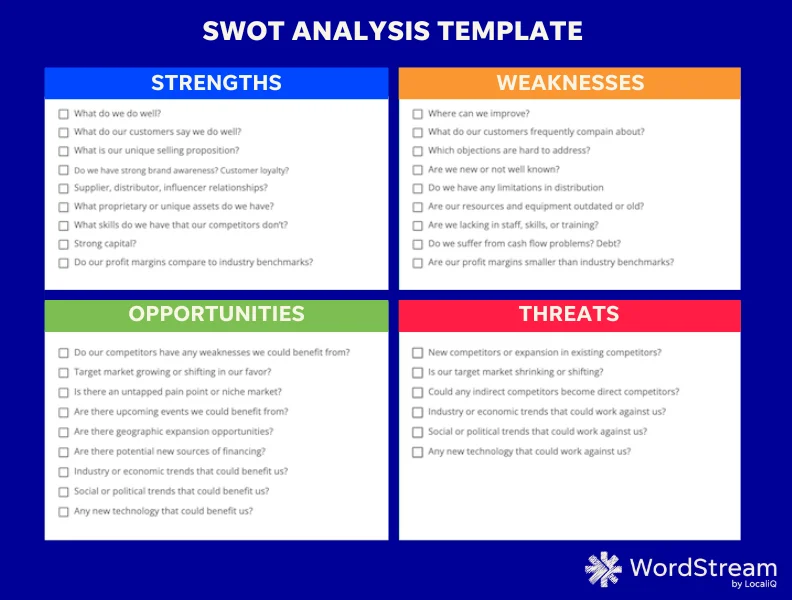 SWOT ANALYSIS TEMPLATE
STRENGTHS
What do we do well?
What do our customers say we do well?
What is our unique selling proposition?
Do we have strong brand awareness? Customer loyalty?
Supplier, distributor, influencer relationships?
What proprietary or unique assets do we have?
What skills do we have that our competitors don't?
Strong capital?
Do our profit margins compare to industry benchmarks?
WEAKNESSES
Where can we improve?
What do our customers frequently compain about?
Which objections are hard to address?
Are we new or not well known?
Do we have any limitations in distribution
Are our resources and equipment outdated or old?
Are we lacking in staff, skills, or training?
Do we suffer from cash flow problems? Debt?
Are our profit margins smaller than industry benchmarks?
OPPORTUNITIES
Do our competitors have any weaknesses we could benefit from?
Target market growing or shifting in our favor?
Is there an untapped pain point or niche market?
Are there upcoming events we could benefit from?
Are there geographic expansion opportunities?
Are there potential new sources of financing?
Industry or economic trends that could benefit us?
Social or political trends that could benefit us?
Any new technology that could benefit us?
THREATS
New competitors or expansion in existing competitors?
Is our target market shrinking or shifting?
Could any indirect competitors become direct competitors?
Industry or economic trends that could work against us?
Social or political trends that could work against us?
Any new technology that could work against us?
WordStream
by LocaliQ